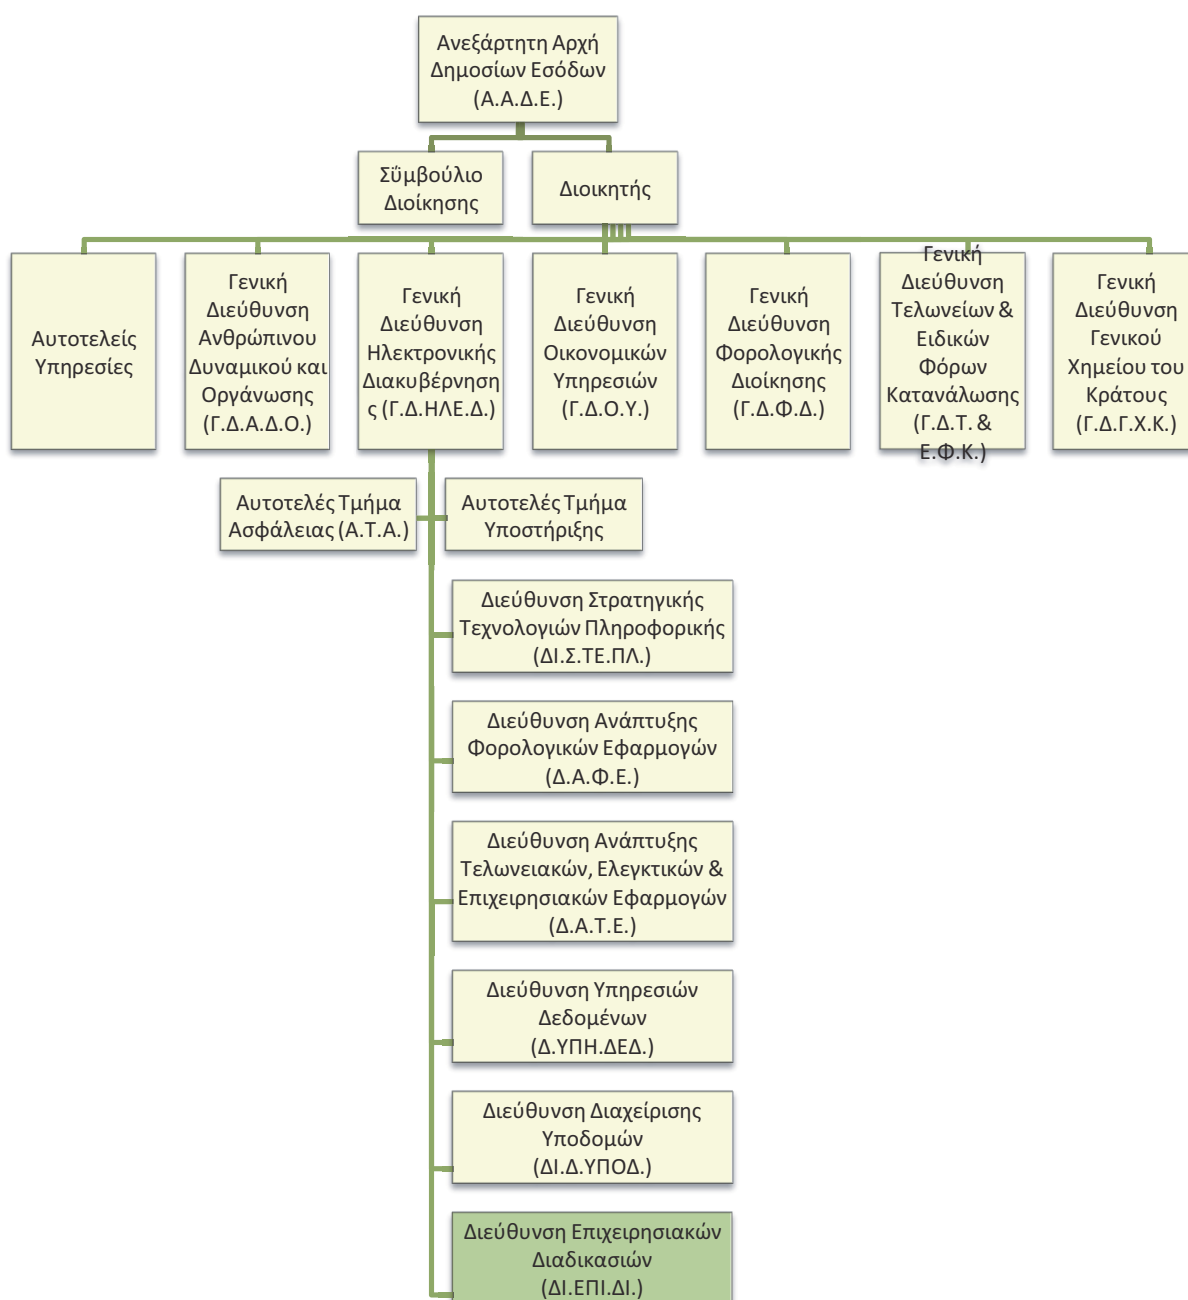 Ανεξάρτητη Αρχή
Δημοσίων Εσόδων
(Α.Α.Δ.Ε.)
Σΰμβούλιο
Διοίκησης
Διοικητής
Αυτοτελείς
Υπηρεσίες
Γενική
Διεύθυνση
Ανθρώπινου
Δυναμικού και
Οργάνωσης
(Γ.Δ.Α.Δ.Ο.)
Γενική
Διεύθυνση
Ηλεκτρονικής
Διακυβέρνηση
ς (Γ.Δ.ΗΛΕ.Δ.)
Γενική
Διεύθυνση
Οικονομικών
Υπηρεσιών
(Γ.Δ.Ο.Υ.)
Γενική
Διεύθυνση
Φορολογικής
Διοίκησης
(Γ.Δ.Φ.Δ.)
Γενική
Διεύθυνση
Τελωνείων &
Ειδικών
Φόρων
Κατανάλωσης
(Γ.Δ.Τ. &
Ε.Φ.Κ.)
Γενική
Διεύθυνση
Γενικού
Χημείου του
Κράτους
(Γ.Δ.Γ.Χ.Κ.)
Αυτοτελές Τμήμα
Ασφάλειας (Α.Τ.Α.)
Αυτοτελές Τμήμα
Υποστήριξης
Διεύθυνση Στρατηγικής
Τεχνολογιών Πληροφορικής
(ΔΙ.Σ.ΤΕ.ΠΛ.)
Διεύθυνση Ανάπτυξης
Φορολογικών Εφαρμογών
(Δ.Α.Φ.Ε.)
Διεύθυνση Ανάπτυξης
Τελωνειακών, Ελεγκτικών &
Επιχειρησιακών Εφαρμογών
(Δ.Α.Τ.Ε.)
Διεύθυνση Υπηρεσιών
Δεδομένων
(Δ.ΥΠΗ.ΔΕΔ.)
Διεύθυνση Διαχείρισης
Υποδομών
(ΔΙ.Δ.ΥΠΟΔ.)
Διεύθυνση Επιχειρησιακών
Διαδικασιών
(ΔΙ.ΕΠΙ.ΔΙ.)